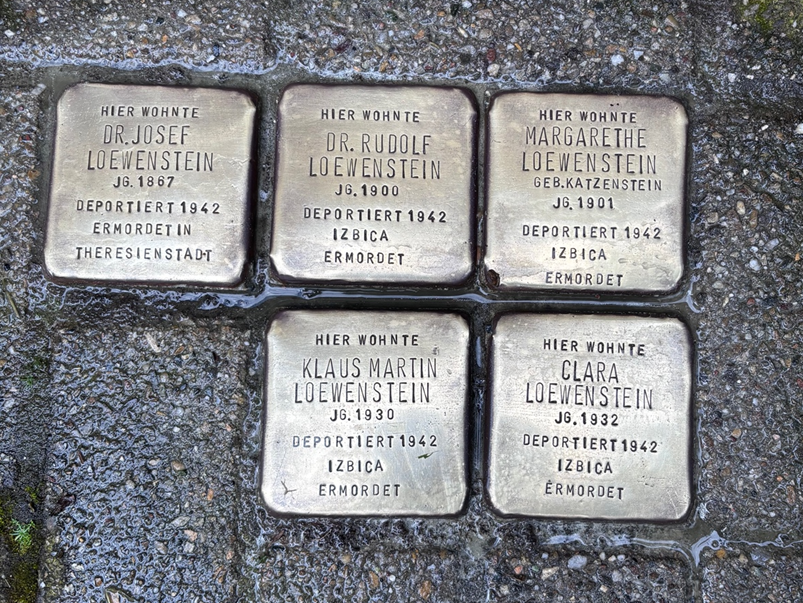 HIER WOHNTE
DR. JOSEF
LOEWENSTEIN
JG. 1867
DEPORTIERT 1942
ERMORDET IN
THERESIENSTADT
HIER WOHNTE
DR. RUDOLF
LOEWENSTEIN
JG. 1900
DEPORTIERT 1942
IZBICA
ERMORDET
HIER WOHNTE
MARGARETHE
LOEWENSTEIN
GEB. KATZENSTEIN
JG. 1901
DEPORTIERT 1942
IZBICA
ERMORDET
HIER WOHNTE
KLAUS MARTIN
LOEWENSTEIN
JG. 1930
DEPORTIERT 1942
IZBICA
ERMORDET
HIER WOHNTE
CLARA
LOEWENSTEIN
JG. 1932
DEPORTIERT 1942
IZBICA
ERMORDET